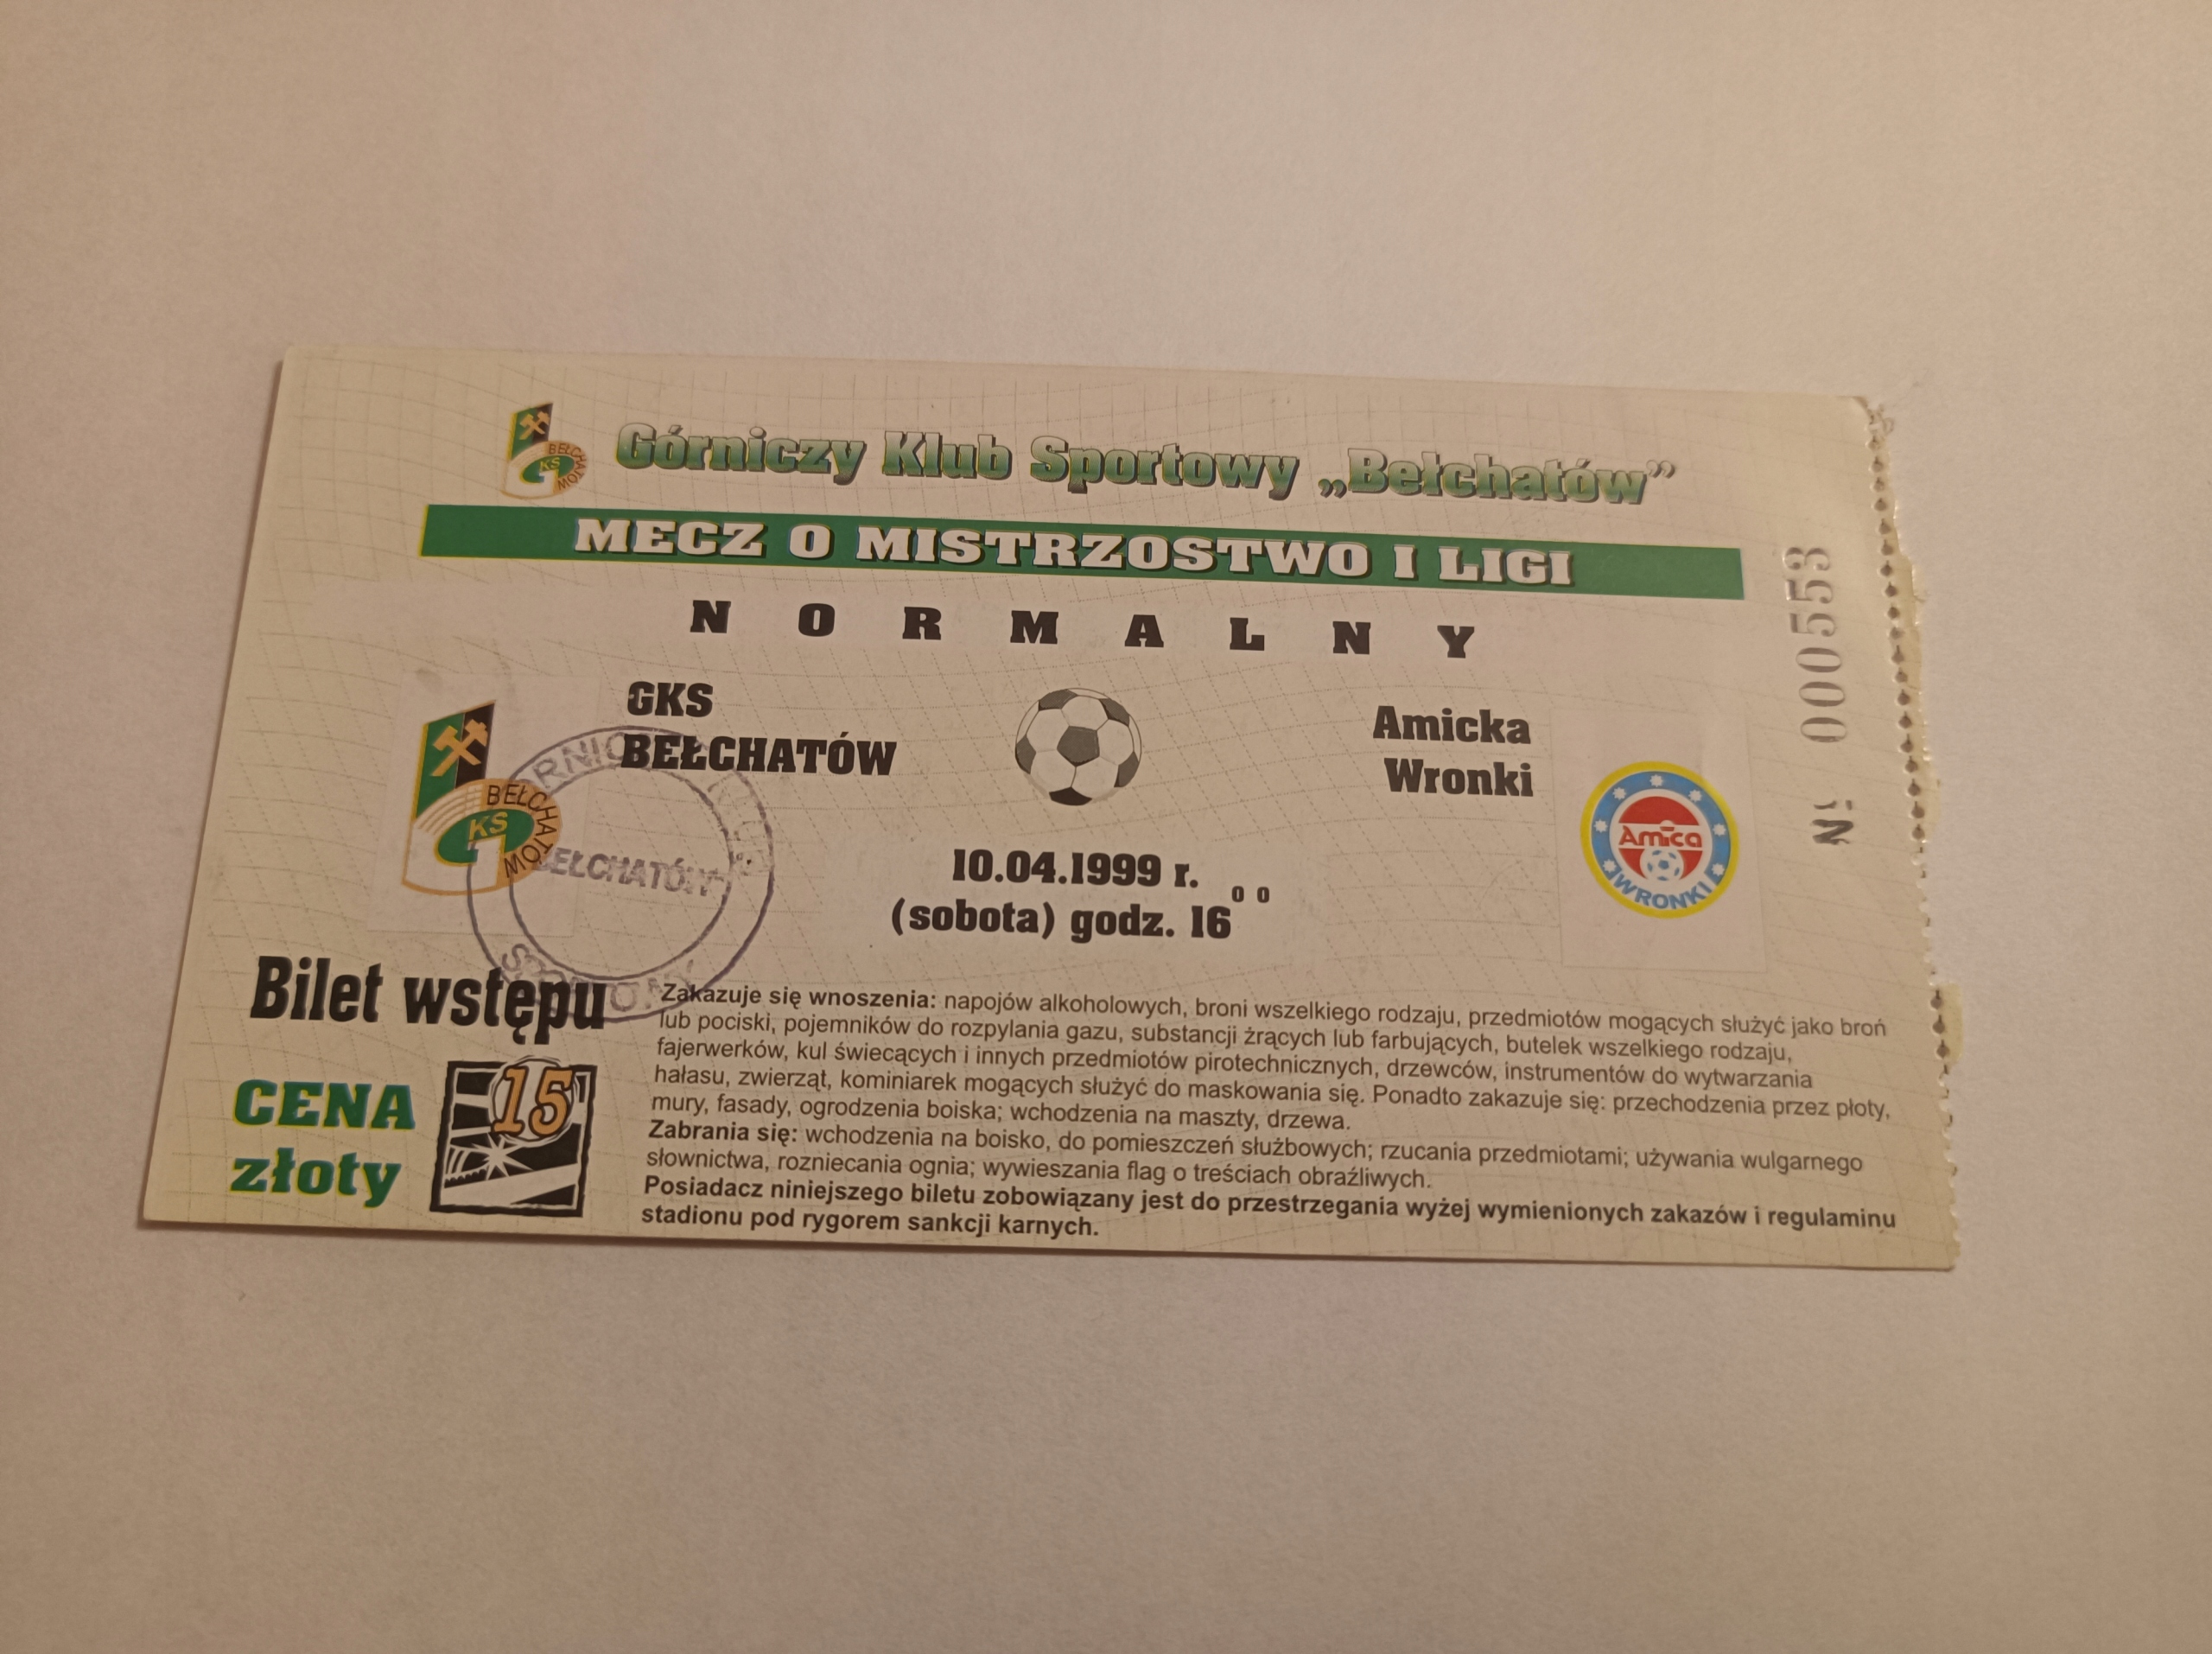 BEŁCHATÓW
KS
Górniczy Klub Sportowy „Bełchatów”
MECZ O MISTRZOSTWO I LIGI
NORMALNY
GKS
BEŁCHATÓW
Amicka
Wronki
BEŁCHATÓW
KS
BEŁCHATÓW
Amica
WRONKI
10.04.1999 r.
(sobota) godz. 16⁰⁰
№ 000553
Bilet wstępu
CENA
złoty
15
Zakazuje się wnoszenia: napojów alkoholowych, broni wszelkiego rodzaju, przedmiotów mogących służyć jako broń
lub pociski, pojemników do rozpylania gazu, substancji żrących lub farbujących, butelek wszelkiego rodzaju,
fajerwerków, kul świecących i innych przedmiotów pirotechnicznych, drzewców, instrumentów do wytwarzania
hałasu, zwierząt, kominiarek mogących służyć do maskowania się. Ponadto zakazuje się: przechodzenia przez płoty,
mury, fasady, ogrodzenia boiska; wchodzenia na maszty, drzewa.
Zabrania się: wchodzenia na boisko, do pomieszczeń służbowych; rzucania przedmiotami; używania wulgarnego
słownictwa, rozniecania ognia; wywieszania flag o treściach obraźliwych.
Posiadacz niniejszego biletu zobowiązany jest do przestrzegania wyżej wymienionych zakazów i regulaminu
stadionu pod rygorem sankcji karnych.